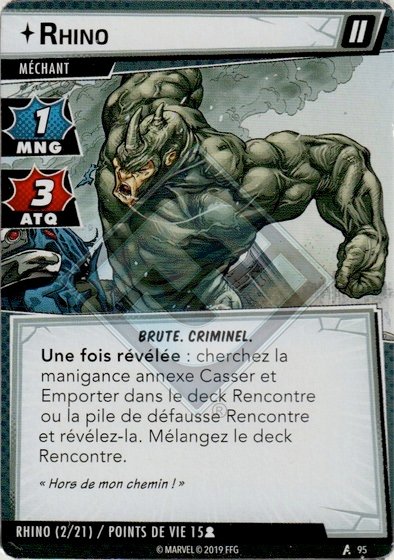 Rhino
II
MÉCHANT
1
MNG
3
ATQ
BRUTE. CRIMINEL.
Une fois révélée : cherchez la
manigance annexe Casser et
Emporter dans le deck Rencontre
ou la pile de défausse Rencontre
et révélez-la. Mélangez le deck
Rencontre.
« Hors de mon chemin ! »
RHINO (2/21) / POINTS DE VIE 15
© MARVEL © 2019 FFG
95